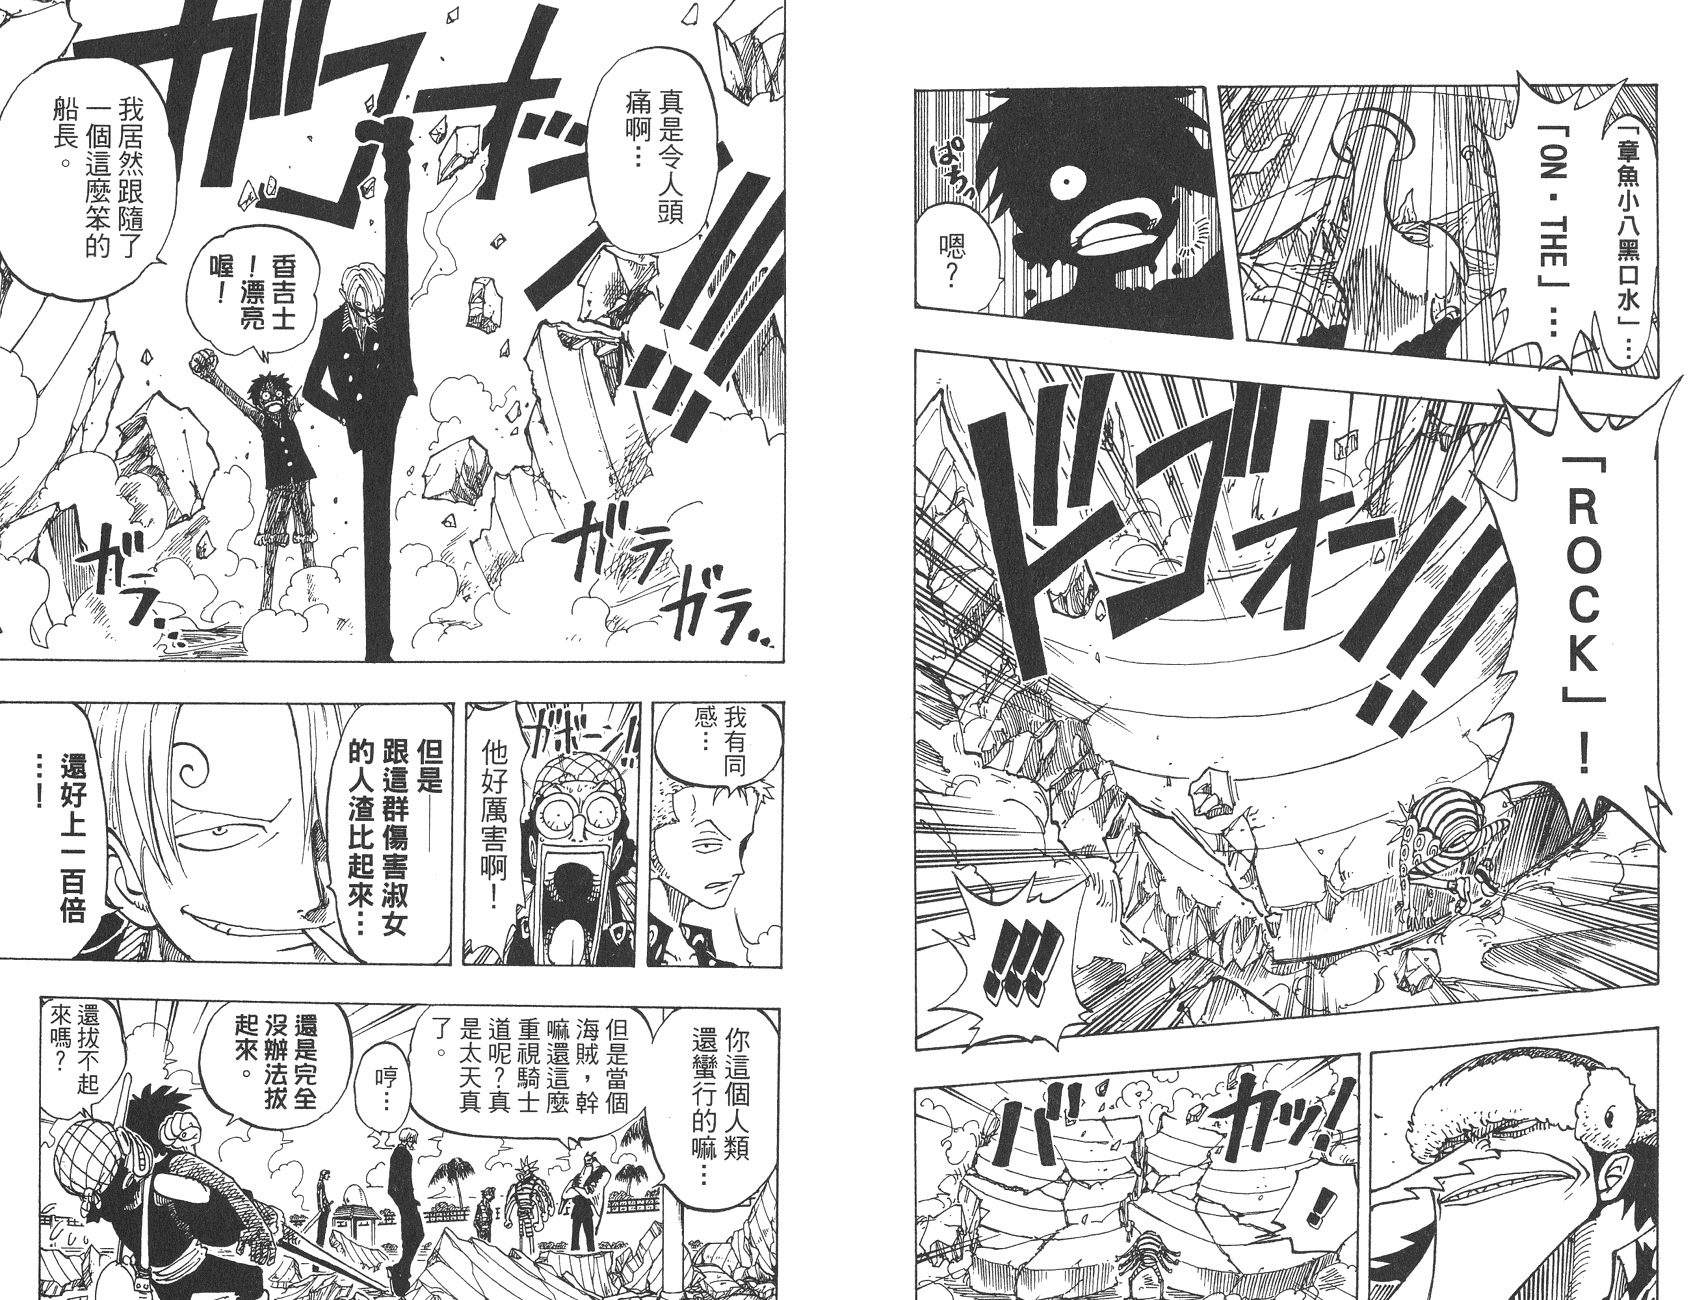 「章魚小八黑口水」…
「ON·THE」…
ぱちっ
嗯?
「ROCK」!
ドゴオーン!!!
!!!
!
バカッ!
真是令人頭
痛啊…
ガフォーン!!!
我居然跟隨了
一個這麼笨的
船長。
香吉士
!漂亮
喔!
ガラガラ
ガラ
ガラ
我有同
感…
ガボーン!!
他好厲害啊!
但是——
跟這群傷害淑女
的人渣比起來…
還好上一百倍
…!
你這個人類
還蠻行的嘛…
但是當個
海賊,幹
嘛還這麼
重視騎士
道呢?真
是太天真
了。
哼…
還是完全
沒辦法拔
起來。
還拔不起
來嗎?